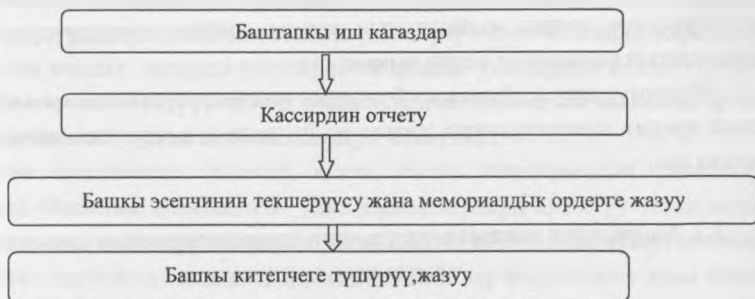 Баштапкы иш кагаздар
Кассирдин отчету
Башкы эсепчинин текшерүүсү жана мемориалдык ордерге жазуу
Башкы китепчеге түшүрүү,жазуу